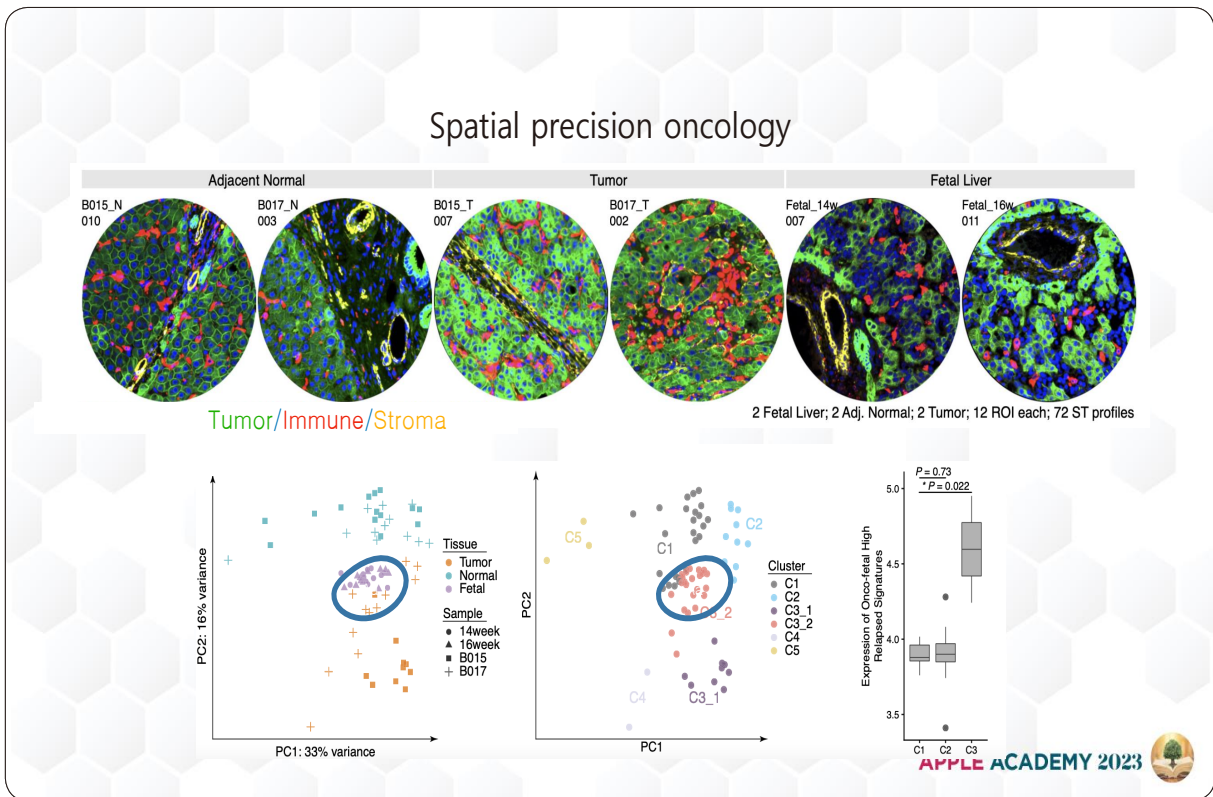 Spatial precision oncology
Adjacent Normal
Tumor
Fetal Liver
B015_N
010
B017_N
003
B015_T
007
B017_T
002
Fetal_14w
007
Fetal_16w
011
Tumor/Immune/Stroma
2 Fetal Liver; 2 Adj. Normal; 2 Tumor; 12 ROI each; 72 ST profiles
PC2: 16% variance
PC1: 33% variance
Tissue
Tumor
Normal
Fetal
Sample
14week
16week
B015
B017
PC2
PC1
C5
C1
C2
C3_2
C4
C3_1
Cluster
C1
C2
C3_1
C3_2
C4
C5
Expression of Onco-fetal High
Relapsed Signatures
P = 0.73
* P = 0.022
5.0
4.5
4.0
3.5
C1 C2 C3
APPLE ACADEMY 2023